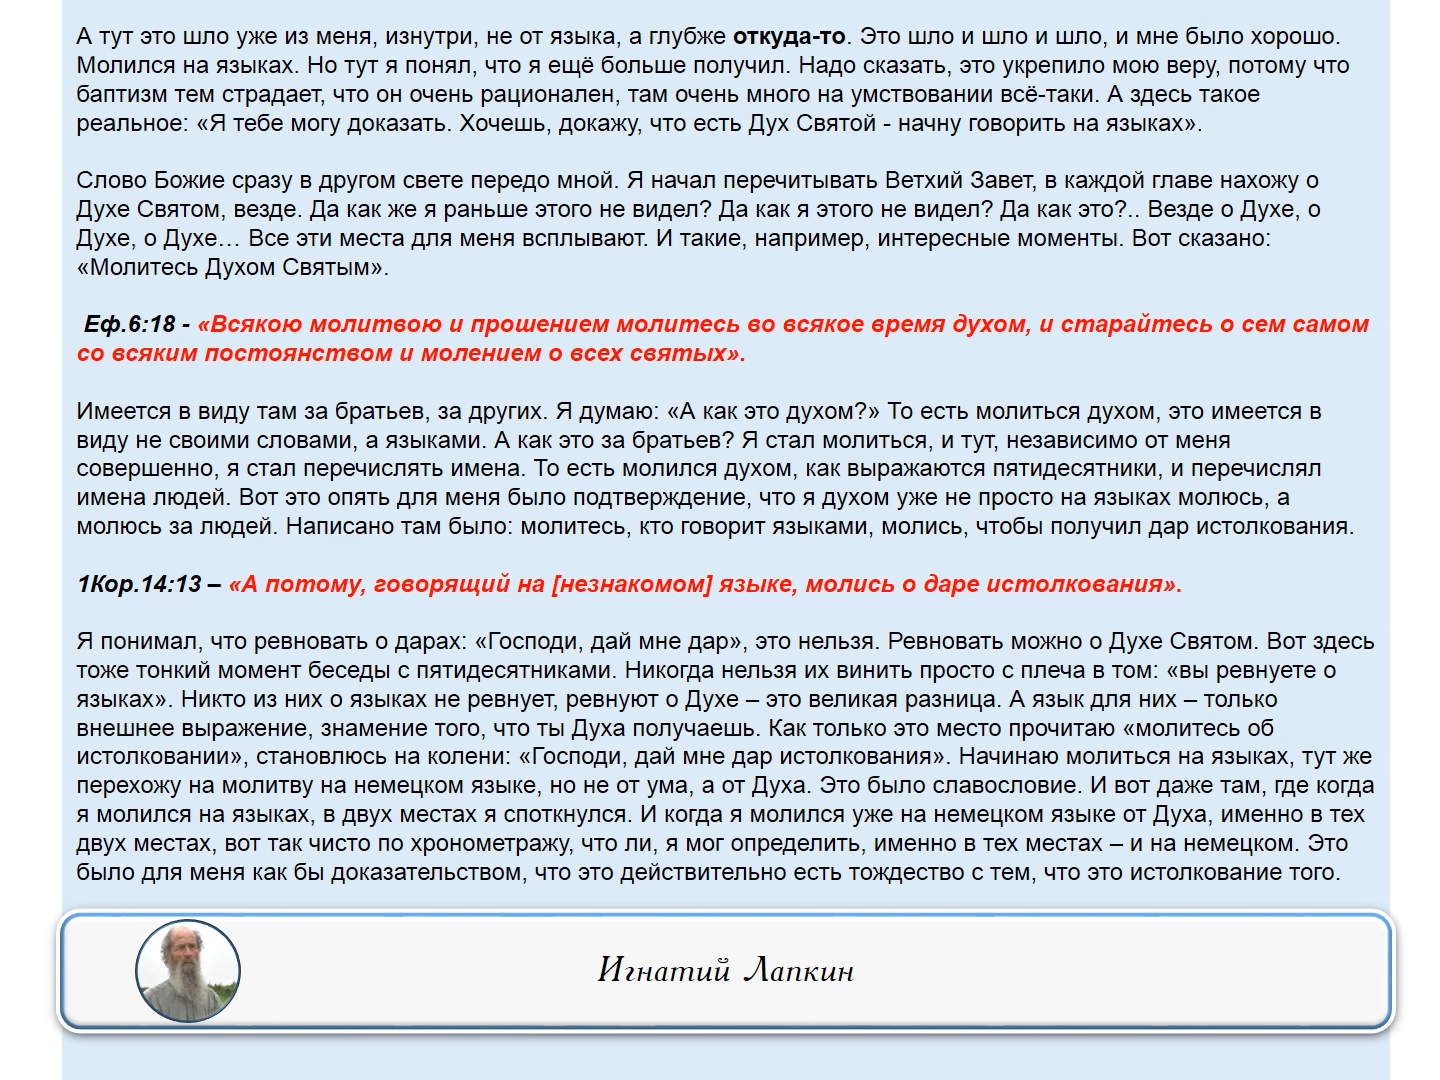 А тут это шло уже из меня, изнутри, не от языка, а глубже откуда-то. Это шло и шло и шло, и мне было хорошо.
Молился на языках. Но тут я понял, что я ещё больше получил. Надо сказать, это укрепило мою веру, потому что
баптизм тем страдает, что он очень рационален, там очень много на умствовании всё-таки. А здесь такое
реальное: «Я тебе могу доказать. Хочешь, докажу, что есть Дух Святой - начну говорить на языках».
Слово Божие сразу в другом свете передо мной. Я начал перечитывать Ветхий Завет, в каждой главе нахожу о
Духе Святом, везде. Да как же я раньше этого не видел? Да как я этого не видел? Да как это?.. Везде о Духе, о
Духе, о Духе… Все эти места для меня всплывают. И такие, например, интересные моменты. Вот сказано:
«Молитесь Духом Святым».
Еф.6:18 - «Всякою молитвою и прошением молитесь во всякое время духом, и старайтесь о сем самом
со всяким постоянством и молением о всех святых».
Имеется в виду там за братьев, за других. Я думаю: «А как это духом?» То есть молиться духом, это имеется в
виду не своими словами, а языками. А как это за братьев? Я стал молиться, и тут, независимо от меня
совершенно, я стал перечислять имена. То есть молился духом, как выражаются пятидесятники, и перечислял
имена людей. Вот это опять для меня было подтверждение, что я духом уже не просто на языках молюсь, а
молюсь за людей. Написано там было: молитесь, кто говорит языками, молись, чтобы получил дар истолкования.
1Кор.14:13 – «А потому, говорящий на [незнакомом] языке, молись о даре истолкования».
Я понимал, что ревновать о дарах: «Господи, дай мне дар», это нельзя. Ревновать можно о Духе Святом. Вот здесь
тоже тонкий момент беседы с пятидесятниками. Никогда нельзя их винить просто с плеча в том: «вы ревнуете о
языках». Никто из них о языках не ревнует, ревнуют о Духе – это великая разница. А язык для них – только
внешнее выражение, знамение того, что ты Духа получаешь. Как только это место прочитаю «молитесь об
истолковании», становлюсь на колени: «Господи, дай мне дар истолкования». Начинаю молиться на языках, тут же
перехожу на молитву на немецком языке, но не от ума, а от Духа. Это было славословие. И вот даже там, где когда
я молился на языках, в двух местах я споткнулся. И когда я молился уже на немецком языке от Духа, именно в тех
двух местах, вот так чисто по хронометражу, что ли, я мог определить, именно в тех местах – и на немецком. Это
было для меня как бы доказательством, что это действительно есть тождество с тем, что это истолкование того.
Игнатий Лапкин